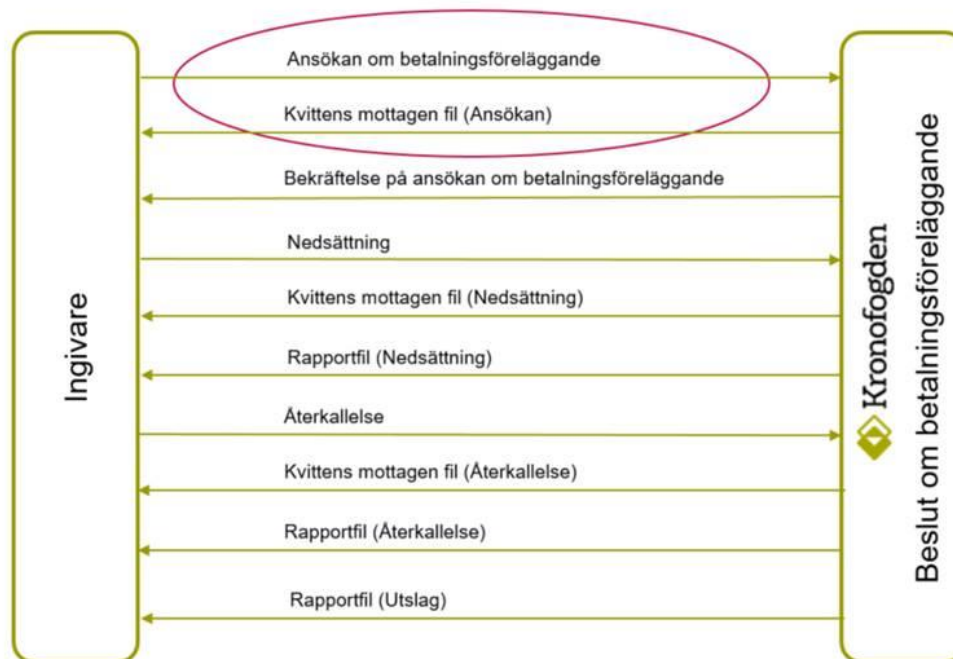 Ingivare
Ansökan om betalningsföreläggande
Kvittens mottagen fil (Ansökan)
Bekräftelse på ansökan om betalningsföreläggande
Nedsättning
Kvittens mottagen fil (Nedsättning)
Rapportfil (Nedsättning)
Återkallelse
Kvittens mottagen fil (Återkallelse)
Rapportfil (Återkallelse)
Rapportfil (Utslag)
Kronofogden
Beslut om betalningsföreläggande